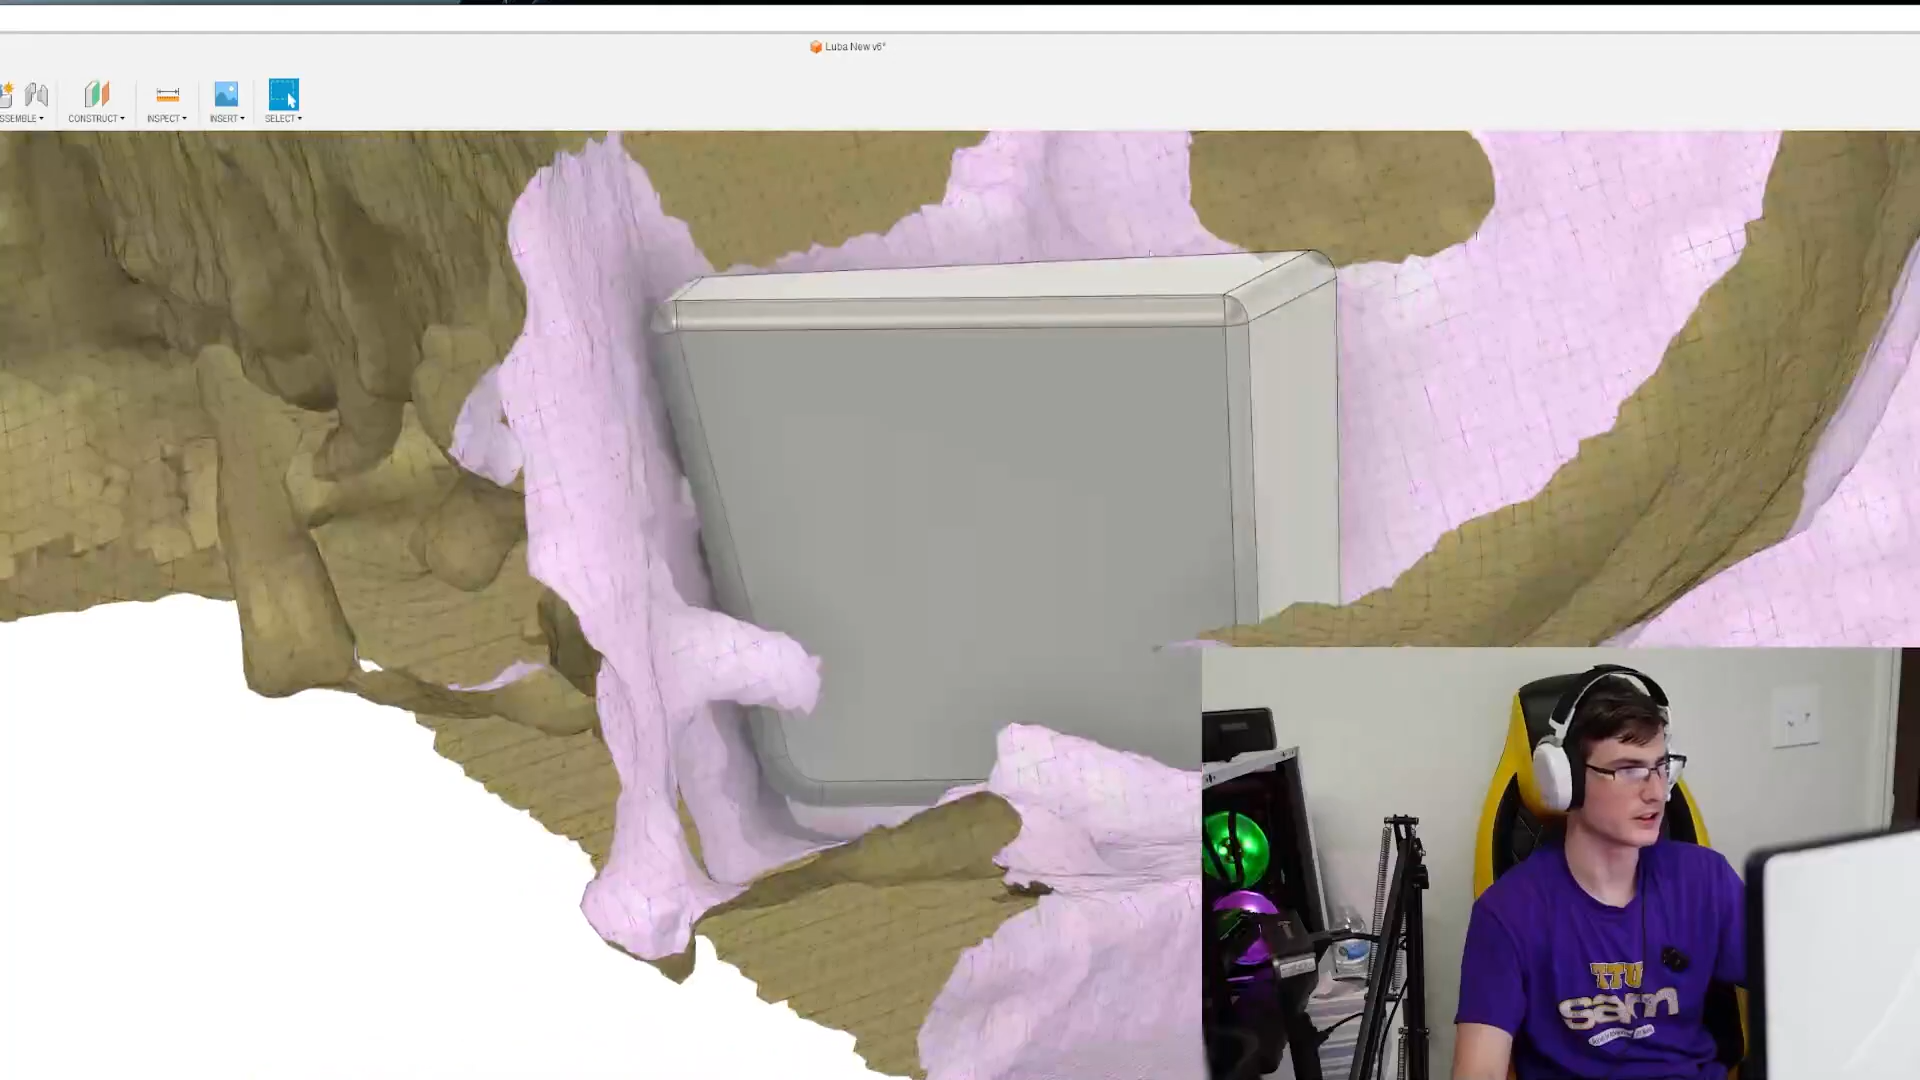 Luba New v6*
SSEMBLE▾
CONSTRUCT▾
INSPECT▾
INSERT▾
SELECT▾
TTU
sam